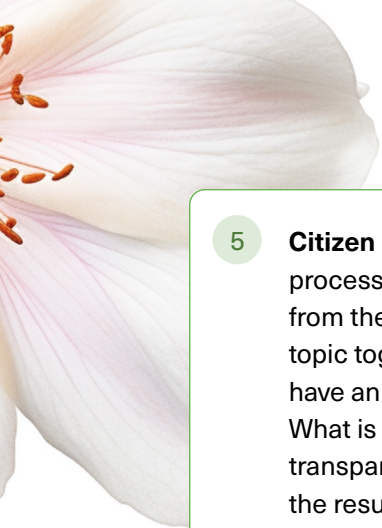 5
Citizen
process
from the
topic tog
have an
What is
transpar
the resu